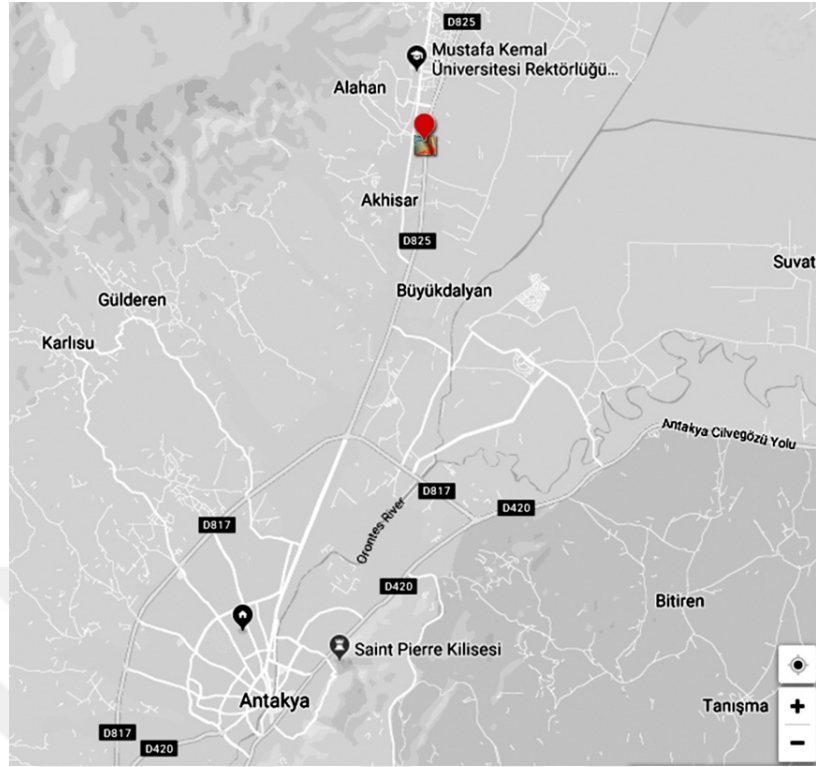 D825
Mustafa Kemal
Üniversitesi Rektörlüğü...
Alahan
Akhisar
D825
Suvat
Büyükdalyan
Gülderen
Karlısu
Antakya Cilvegözü Yolu
D817
D420
D817
Orontes River
D420
Bitiren
Saint Pierre Kilisesi
Antakya
Tanışma
D817
D420